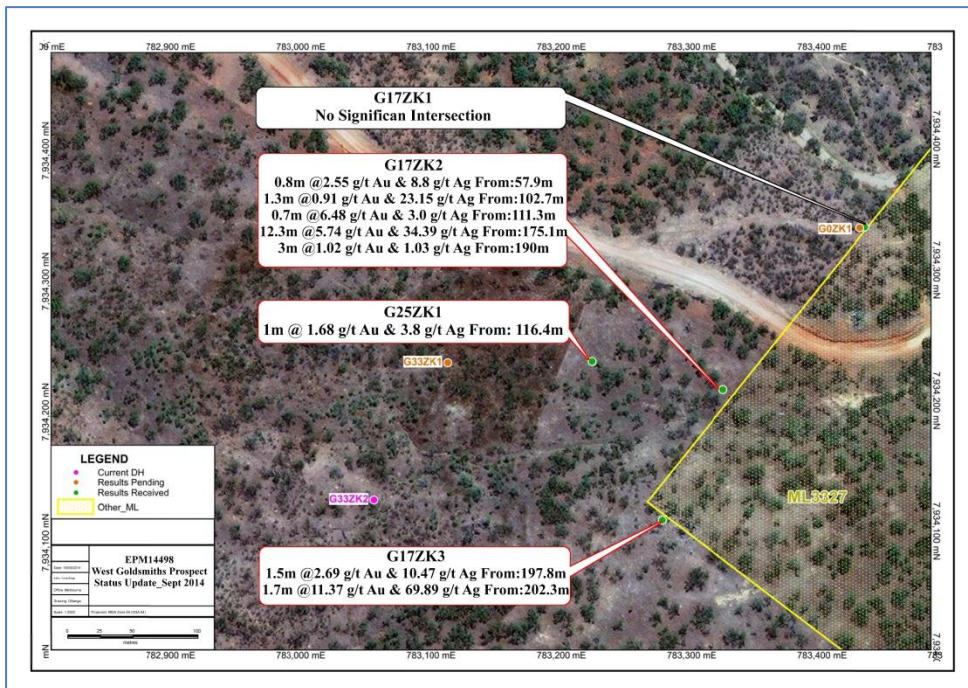 00 mE
782,900 mE
783,000 mE
783,100 mE
783,200 mE
783,300 mE
783,400 mE
783
G17ZK1
No Significan Intersection
7,934,400 mN
7,934,400 mN
G17ZK2
0.8m @2.55 g/t Au & 8.8 g/t Ag From:57.9m
1.3m @0.91 g/t Au & 23.15 g/t Ag From:102.7m
0.7m @6.48 g/t Au & 3.0 g/t Ag From:111.3m
12.3m @5.74 g/t Au & 34.39 g/t Ag From:175.1m
3m @1.02 g/t Au & 1.03 g/t Ag From:190m
G0ZK1
7,934,300 mN
7,934,300 mN
G25ZK1
1m @ 1.68 g/t Au & 3.8 g/t Ag From: 116.4m
G33ZK1
7,934,200 mN
7,934,200 mN
LEGEND
Current DH
Results Pending
Results Received
Other_ML
G33ZK2
ML3327
7,934,100 mN
7,934,100 mN
G17ZK3
1.5m @2.69 g/t Au & 10.47 g/t Ag From:197.8m
1.7m @11.37 g/t Au & 69.89 g/t Ag From:202.3m
EPM14498
West Goldsmiths Prospect
Status Update_Sept 2014
Office: Melbourne
0 25 50 100
metres
782,900 mE
783,000 mE
783,100 mE
783,200 mE
783,300 mE
783,400 mE